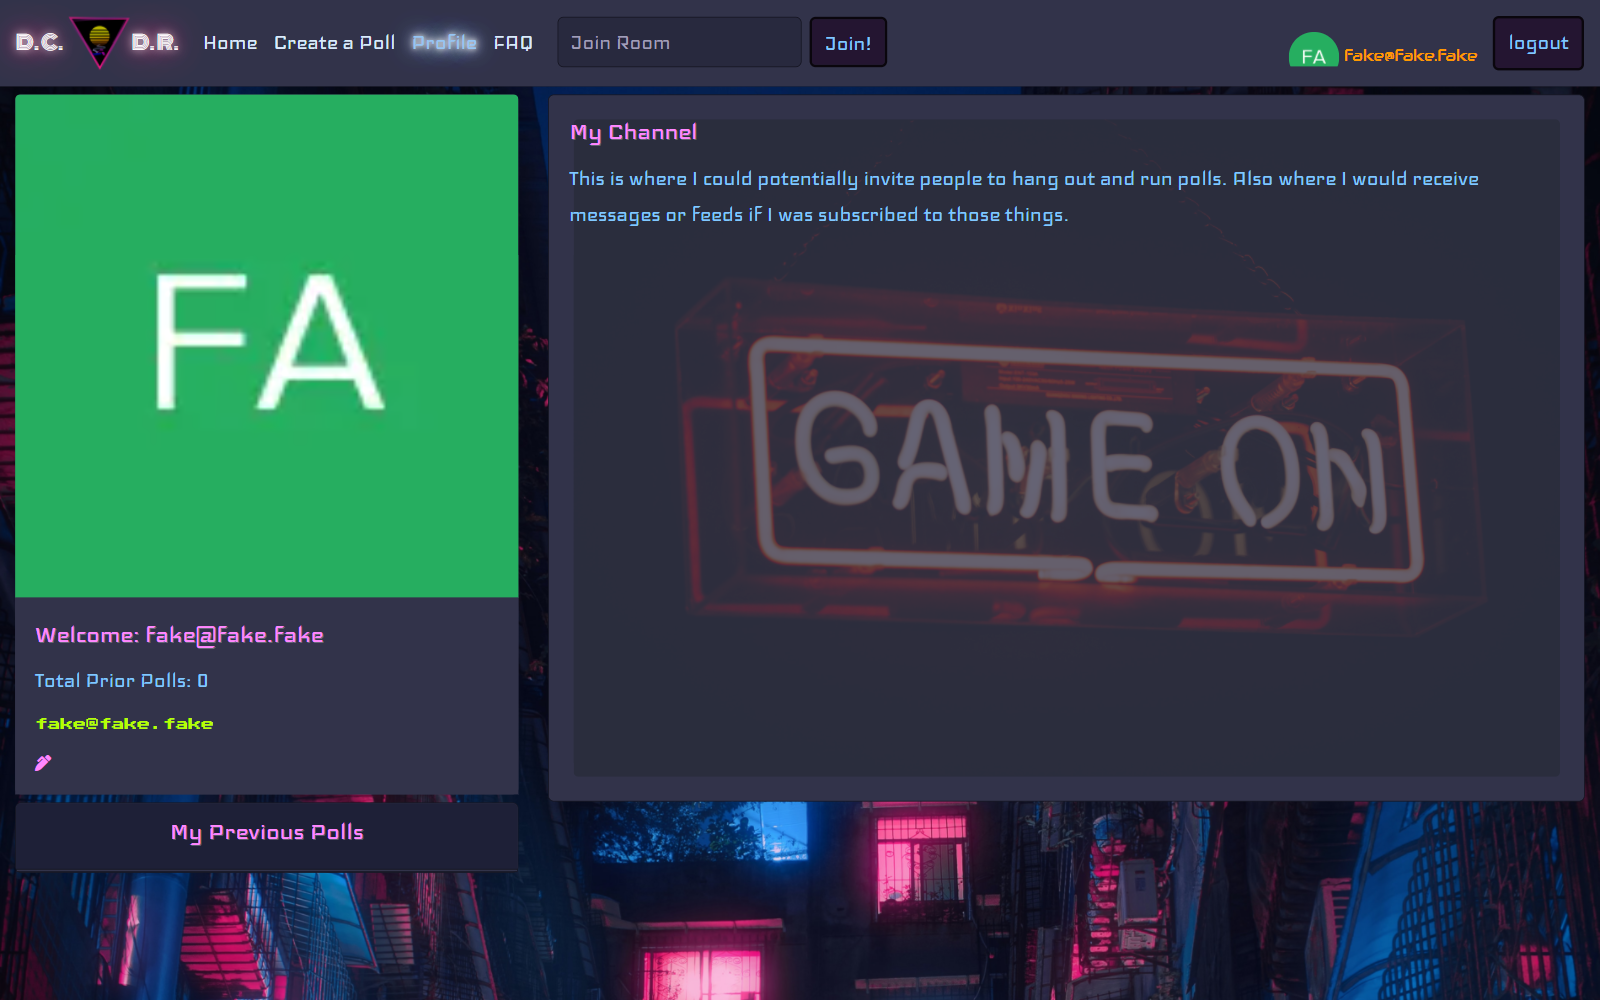 D.C. D.R. Home Create a Poll Profile FAQ Join Room Join! FA Fake@Fake.Fake logout
FA
Welcome: Fake@Fake.Fake
Total Prior Polls: 0
fake@fake.fake
My Previous Polls
My Channel
This is where I could potentially invite people to hang out and run polls. Also where I would receive
messages or feeds if I was subscribed to those things.
GAME ON